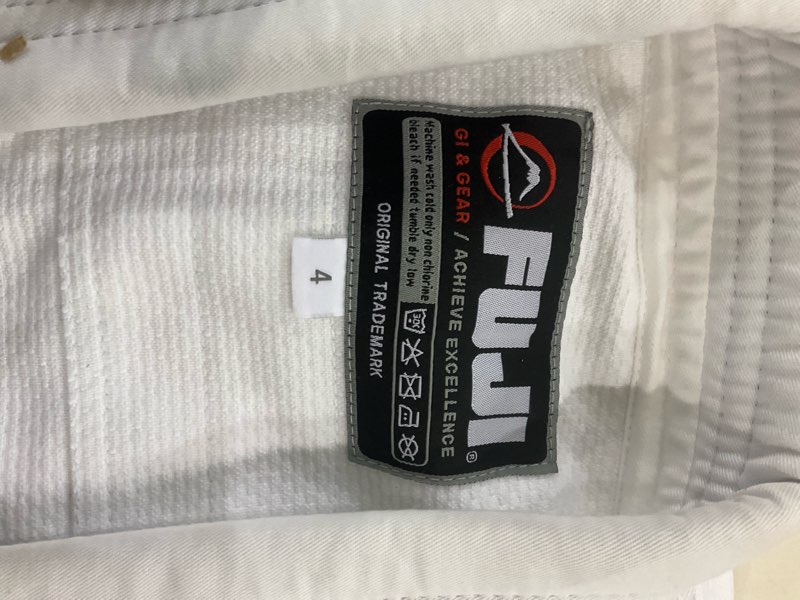 FUJI®
GI & GEAR / ACHIEVE EXCELLENCE
Machine wash cold only non chlorine
bleach if needed tumble dry low
30C
ORIGINAL TRADEMARK
4